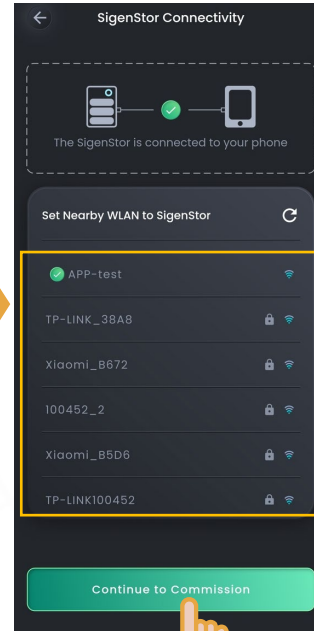 SigenStor Connectivity
The SigenStor is connected to your phone
Set Nearby WLAN to SigenStor
APP-test
TP-LINK_38A8
Xiaomi_B672
100452_2
Xiaomi_B5D6
TP-LINK100452
Continue to Commission